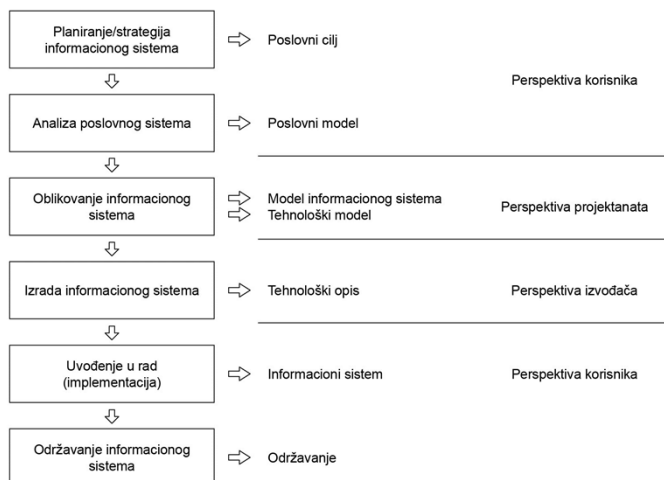 Planiranje/strategija
informacionog sistema
Poslovni cilj
Perspektiva korisnika
Analiza poslovnog sistema
Poslovni model
Oblikovanje informacionog
sistema
Model informacionog sistema
Tehnološki model
Perspektiva projektanata
Izrada informacionog sistema
Tehnološki opis
Perspektiva izvođača
Uvođenje u rad
(implementacija)
Informacioni sistem
Perspektiva korisnika
Održavanje informacionog
sistema
Održavanje